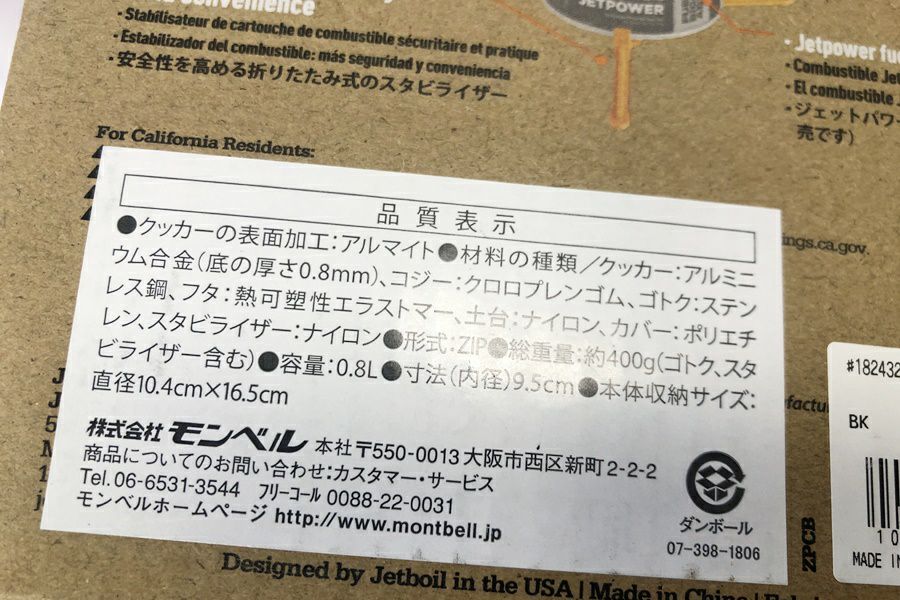 convenience
• Stabilisateur de cartouche de combustible sécuritaire et pratique
• Estabilizador del combustible: más seguridad y conveniencia
• 安全性を高める折りたたみ式のスタビライザー
JETPOWER
• Jetpower fu
• Combustible Jet
• El combustible J
• ジェットパワー
売です)
For California Residents:
ings.ca.gov.
品質表示
●クッカーの表面加工:アルマイト●材料の種類/クッカー:アルミニ
ウム合金(底の厚さ0.8mm)、コジー:クロロプレンゴム、ゴトク:ステン
レス鋼、フタ:熱可塑性エラストマー、土台:ナイロン、カバー:ポリエチ
レン、スタビライザー:ナイロン●形式:ZIP●総重量:約400g(ゴトク、スタ
ビライザー含む)●容量:0.8L●寸法(内径)9.5cm●本体収納サイズ:
直径10.4cm×16.5cm
株式会社 モンベル 本社 〒550-0013 大阪市西区新町2-2-2
商品についてのお問い合わせ:カスタマー・サービス
Tel. 06-6531-3544 フリーコール 0088-22-0031
モンベルホームページ http://www.montbell.jp
ダンボール
07-398-1806
#182432
BK
ZPCB
MADE IN
Designed by Jetboil in the USA | Made in China |